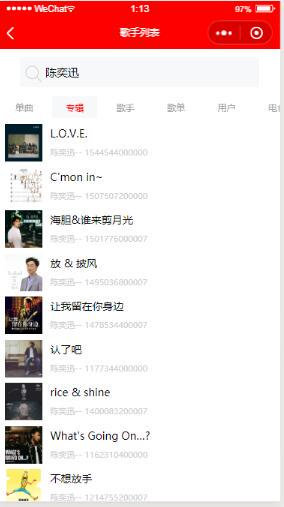 WeChat
1:13
97%
歌手列表
陈奕迅
单曲 专辑 歌手 歌单 用户
L.O.V.E.
陈奕迅-- 1544544000000
C'mon in~
陈奕迅-- 1507507200000
海胆&谁来剪月光
陈奕迅-- 1501776000007
放 & 披风
陈奕迅-- 1495036800007
让我留在你身边
陈奕迅-- 1478534400007
认了吧
陈奕迅-- 1177344000000
rice & shine
陈奕迅-- 1400083200007
What's Going On...?
陈奕迅-- 1162310400000
不想放手
陈奕迅-- 1214755200007